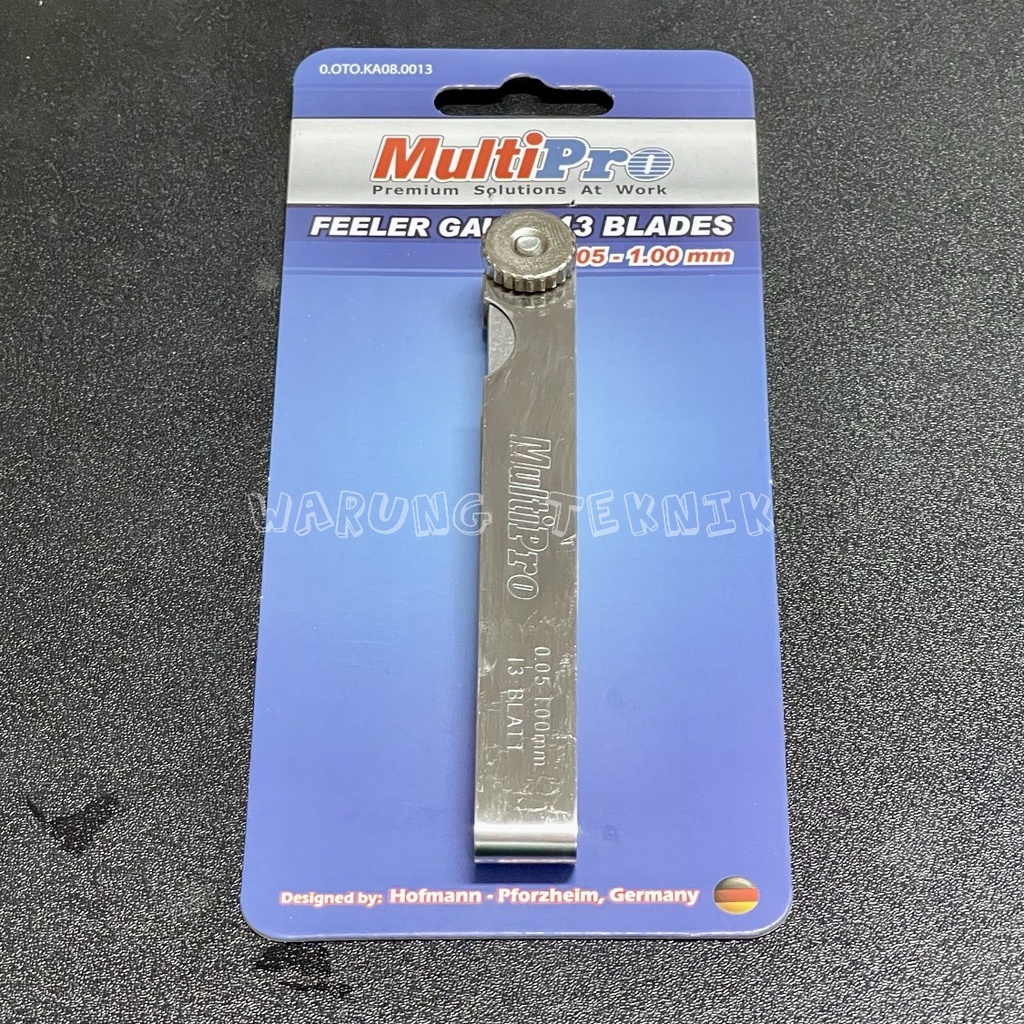 0.OTO.KA08.0013
MultiPro
Premium Solutions At Work
FEELER 13 BLADES
05 - 1.00 mm
MultiPro
0.05-1.00mm
13 BLATT
WARUNG TEKNIK
Designed by: Hofmann - Pforzheim, Germany